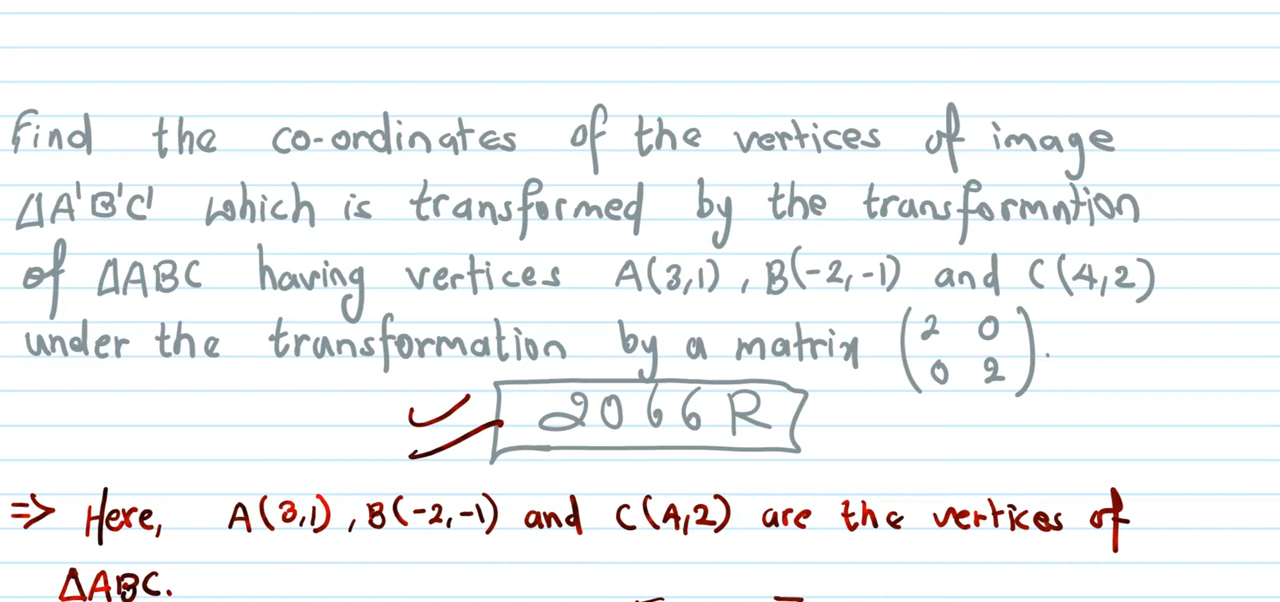 Find the co-ordinates of the vertices of image
ΔA'B'C' which is transformed by the transformation
of ΔABC having vertices A(3,1), B(-2,-1) and C(4,2)
under the transformation by a matrix (2 0
0 2).
2066 R
=> Here, A(3,1), B(-2,-1) and C(4,2) are the vertices of
ΔABC.